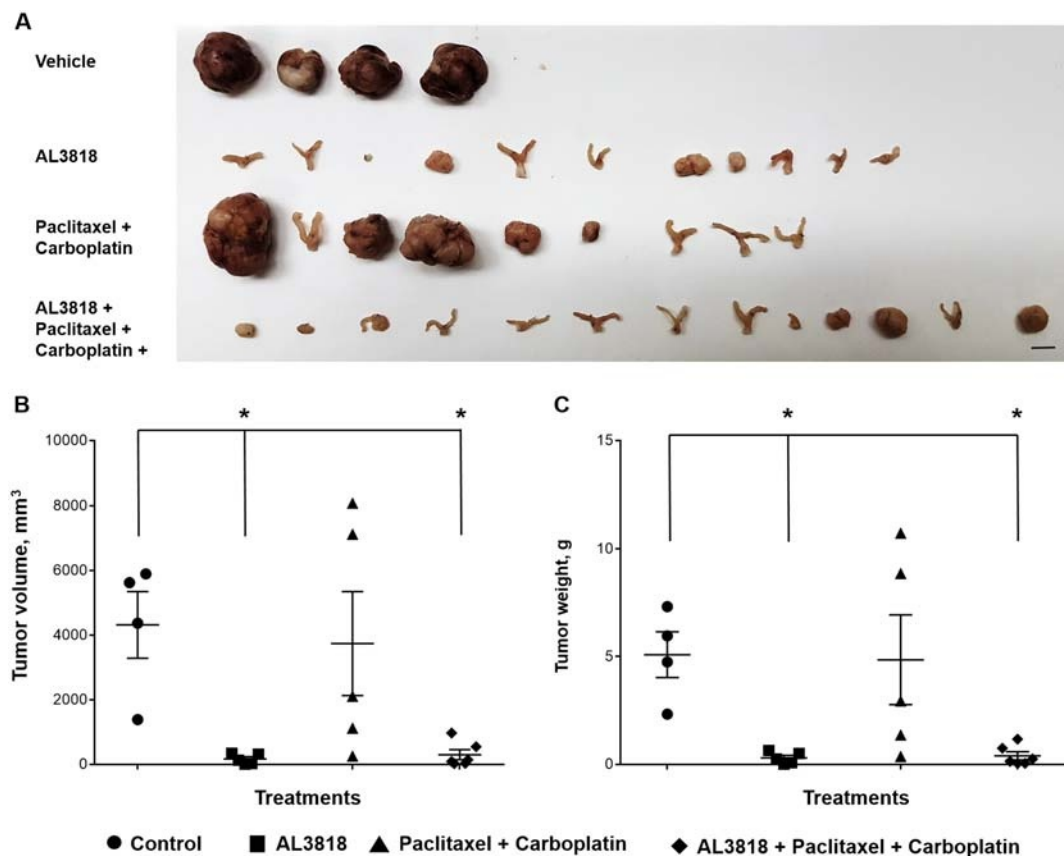 A
Vehicle
AL3818
Paclitaxel +
Carboplatin
AL3818 +
Paclitaxel +
Carboplatin +
B
C
* *
* *
Tumor volume, mm³
10000
8000
6000
4000
2000
0
Treatments
Tumor weight, g
15
10
5
0
Treatments
Control AL3818 Paclitaxel + Carboplatin AL3818 + Paclitaxel + Carboplatin